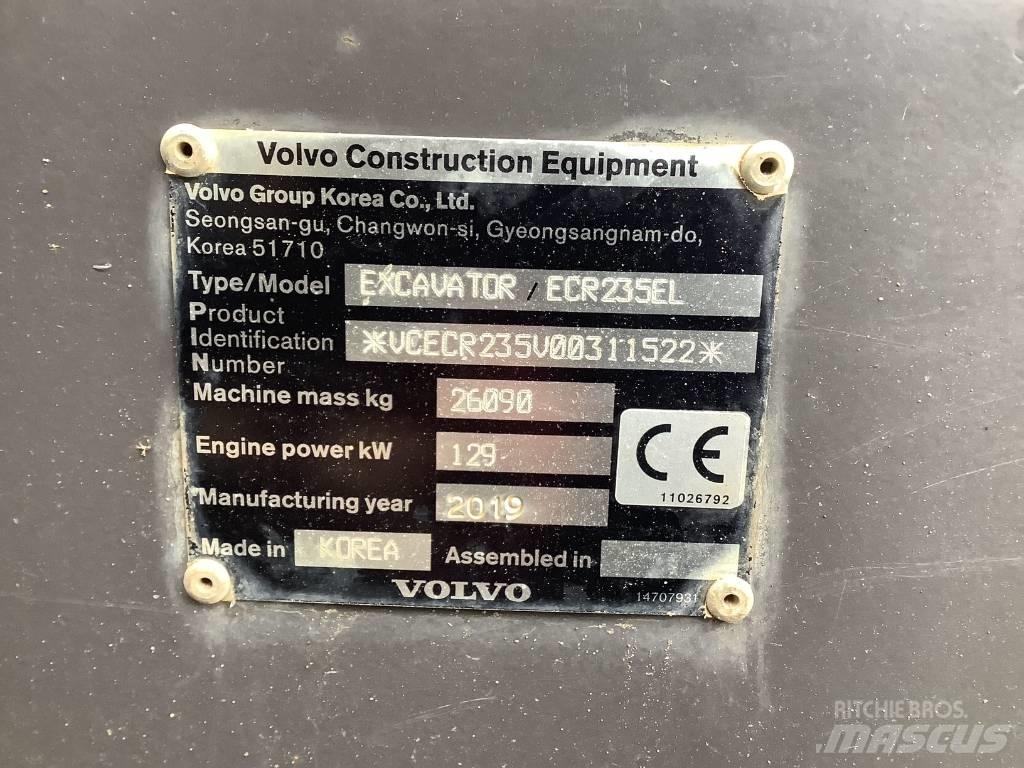 Volvo Construction Equipment
Volvo Group Korea Co., Ltd.
Seongsan-gu, Changwon-si, Gyeongsangnam-do,
Korea 51710
Type/Model EXCAVATOR / ECR235EL
Product
Identification *VCECR235V00311522*
Number
Machine mass kg 26090
Engine power kW 129
Manufacturing year 2019
CE
11026792
Made in KOREA Assembled in
VOLVO
14707931
RITCHIE BROS.
MASCUS